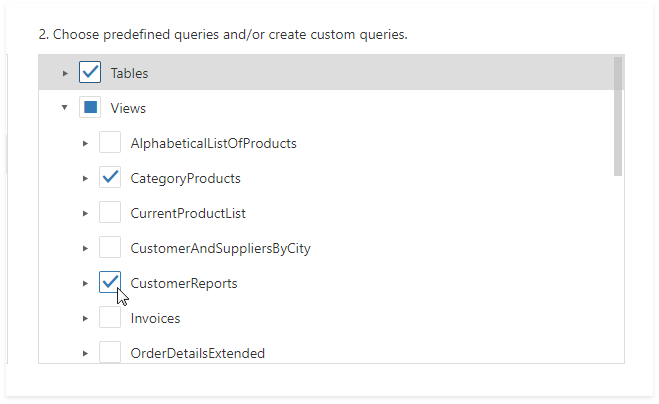 2. Choose predefined queries and/or create custom queries.
Tables
Views
AlphabeticalListOfProducts
CategoryProducts
CurrentProductList
CustomerAndSuppliersByCity
CustomerReports
Invoices
OrderDetailsExtended